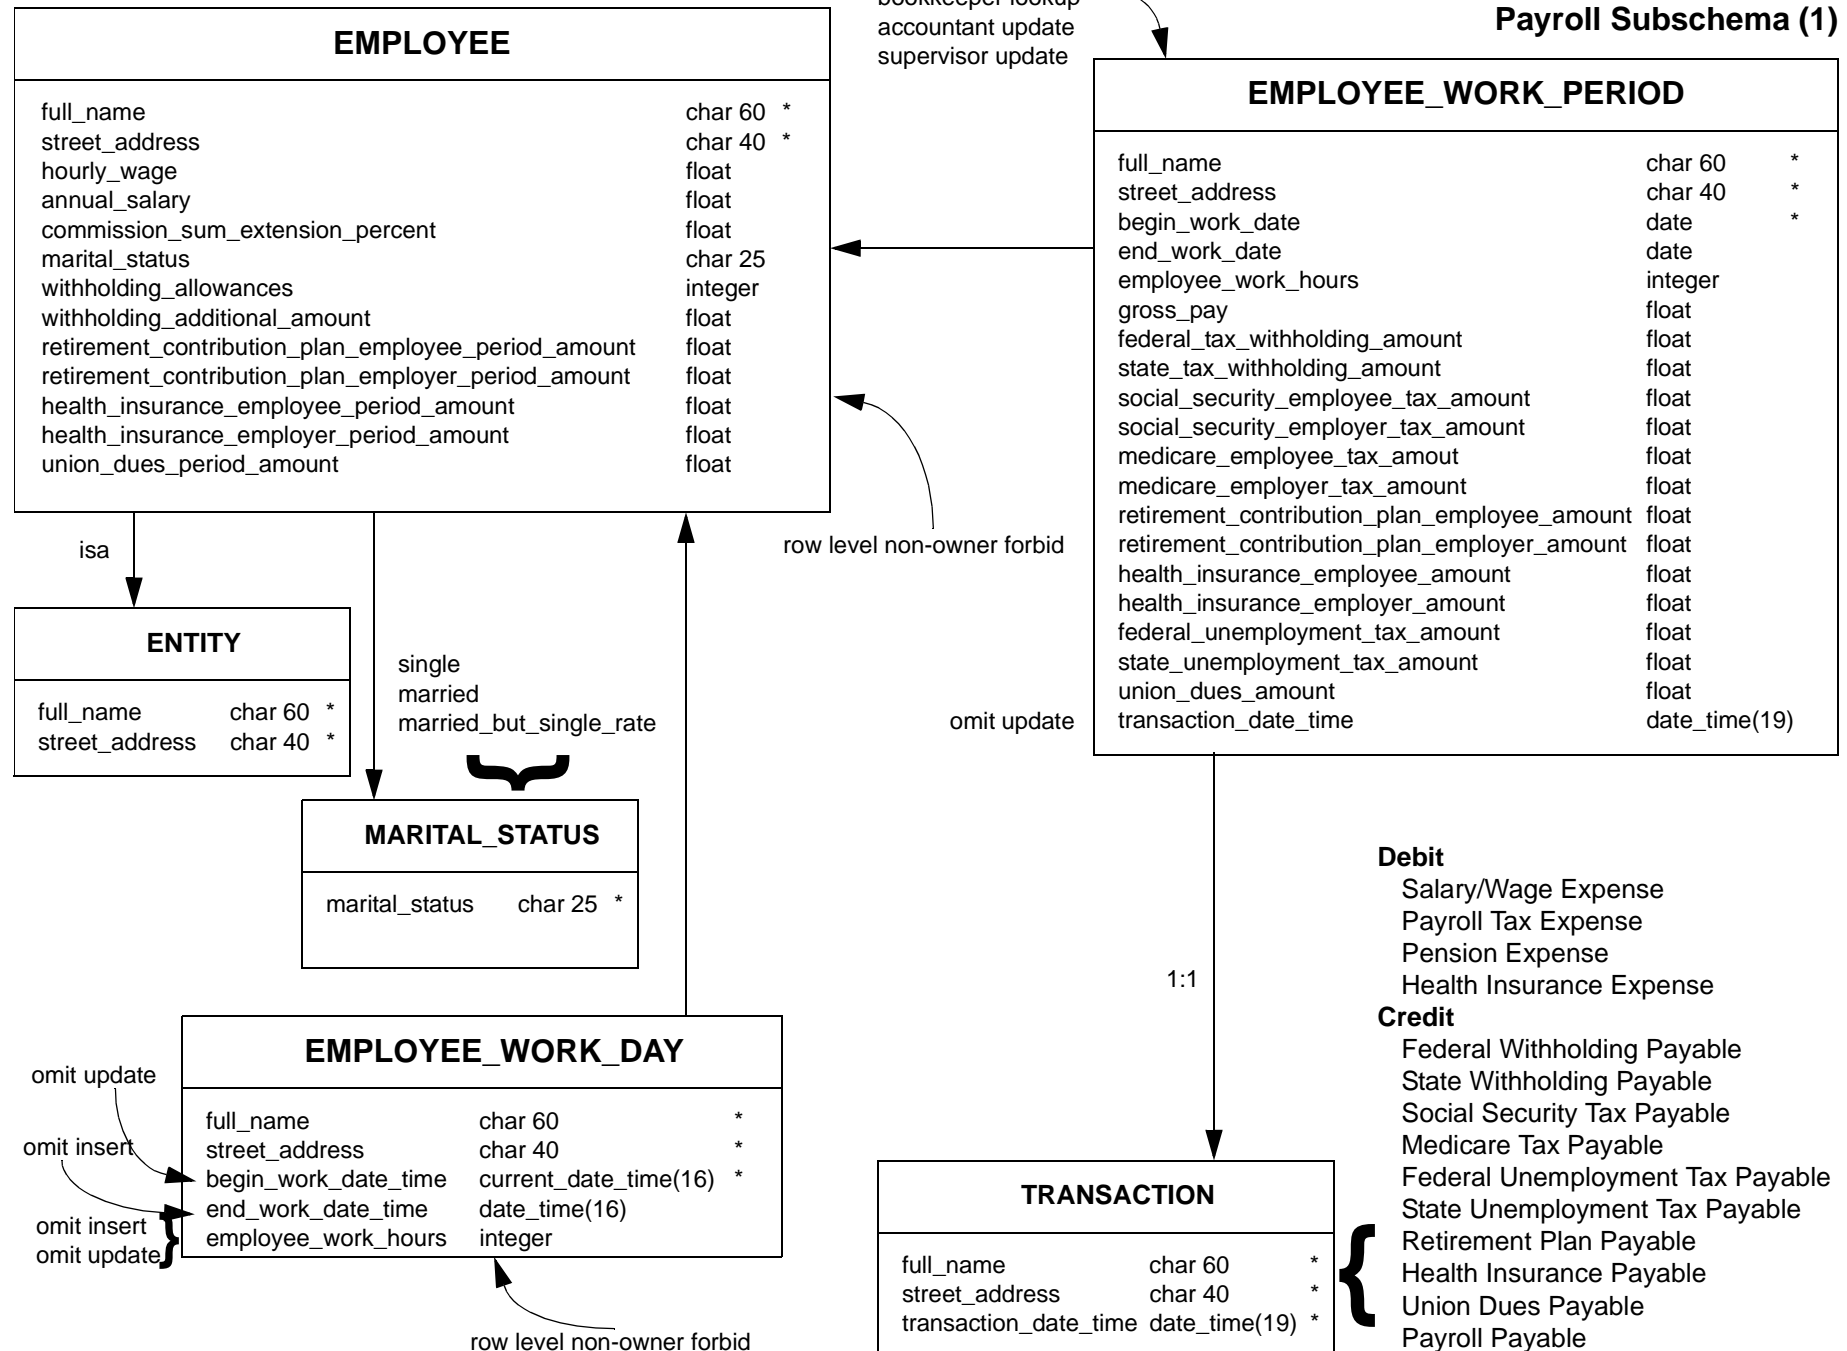 Payroll Subschema (1)
bookkeeper lookup
accountant update
supervisor update
EMPLOYEE
full_name char 60 *
street_address char 40 *
hourly_wage float
annual_salary float
commission_sum_extension_percent float
marital_status char 25
withholding_allowances integer
withholding_additional_amount float
retirement_contribution_plan_employee_period_amount float
retirement_contribution_plan_employer_period_amount float
health_insurance_employee_period_amount float
health_insurance_employer_period_amount float
union_dues_period_amount float
EMPLOYEE_WORK_PERIOD
full_name char 60 *
street_address char 40 *
begin_work_date date *
end_work_date date
employee_work_hours integer
gross_pay float
federal_tax_withholding_amount float
state_tax_withholding_amount float
social_security_employee_tax_amount float
social_security_employer_tax_amount float
medicare_employee_tax_amout float
medicare_employer_tax_amount float
retirement_contribution_plan_employee_amount float
retirement_contribution_plan_employer_amount float
health_insurance_employee_amount float
health_insurance_employer_amount float
federal_unemployment_tax_amount float
state_unemployment_tax_amount float
union_dues_amount float
omit update
transaction_date_time date_time(19)
row level non-owner forbid
isa
ENTITY
full_name char 60 *
street_address char 40 *
single
married
married_but_single_rate
}
MARITAL_STATUS
marital_status char 25 *
EMPLOYEE_WORK_DAY
full_name char 60 *
street_address char 40 *
begin_work_date_time current_date_time(16) *
end_work_date_time date_time(16)
employee_work_hours integer
omit update
omit insert
omit insert
omit update
}
row level non-owner forbid
1:1
TRANSACTION
full_name char 60 *
street_address char 40 *
transaction_date_time date_time(19) *
{
Debit
Salary/Wage Expense
Payroll Tax Expense
Pension Expense
Health Insurance Expense
Credit
Federal Withholding Payable
State Withholding Payable
Social Security Tax Payable
Medicare Tax Payable
Federal Unemployment Tax Payable
State Unemployment Tax Payable
Retirement Plan Payable
Health Insurance Payable
Union Dues Payable
Payroll Payable